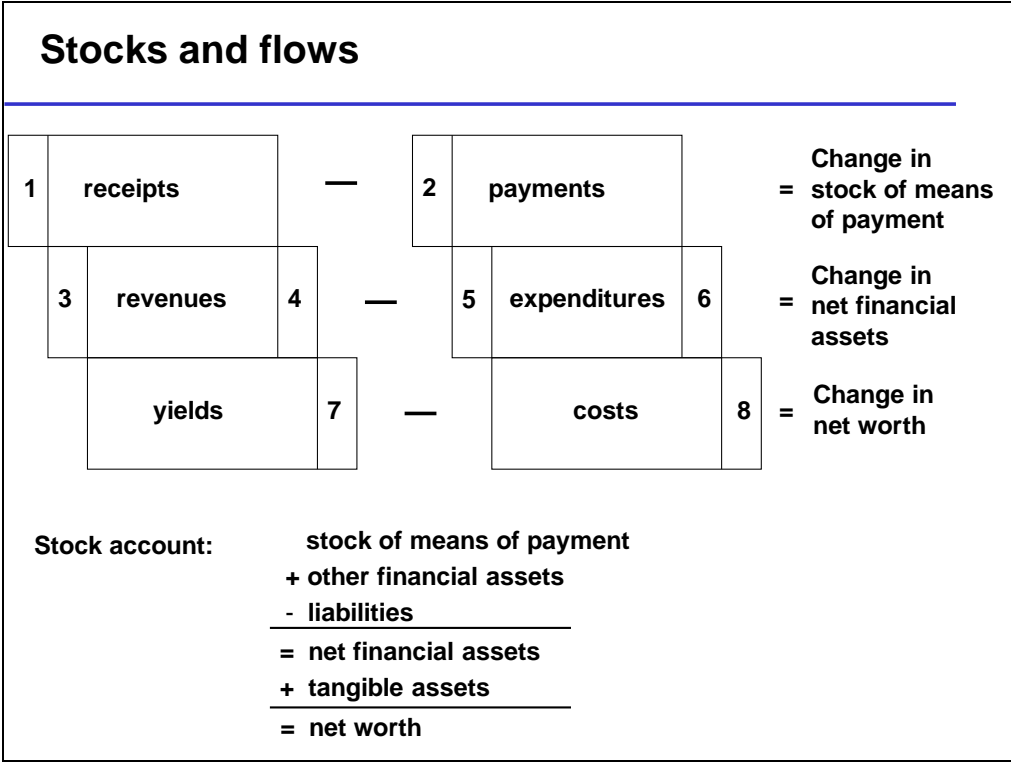 Stocks and flows
1 receipts — 2 payments = Change in
stock of means
of payment
3 revenues 4 — 5 expenditures 6 = Change in
net financial
assets
yields 7 — costs 8 = Change in
net worth
Stock account: stock of means of payment
+ other financial assets
- liabilities
= net financial assets
+ tangible assets
= net worth